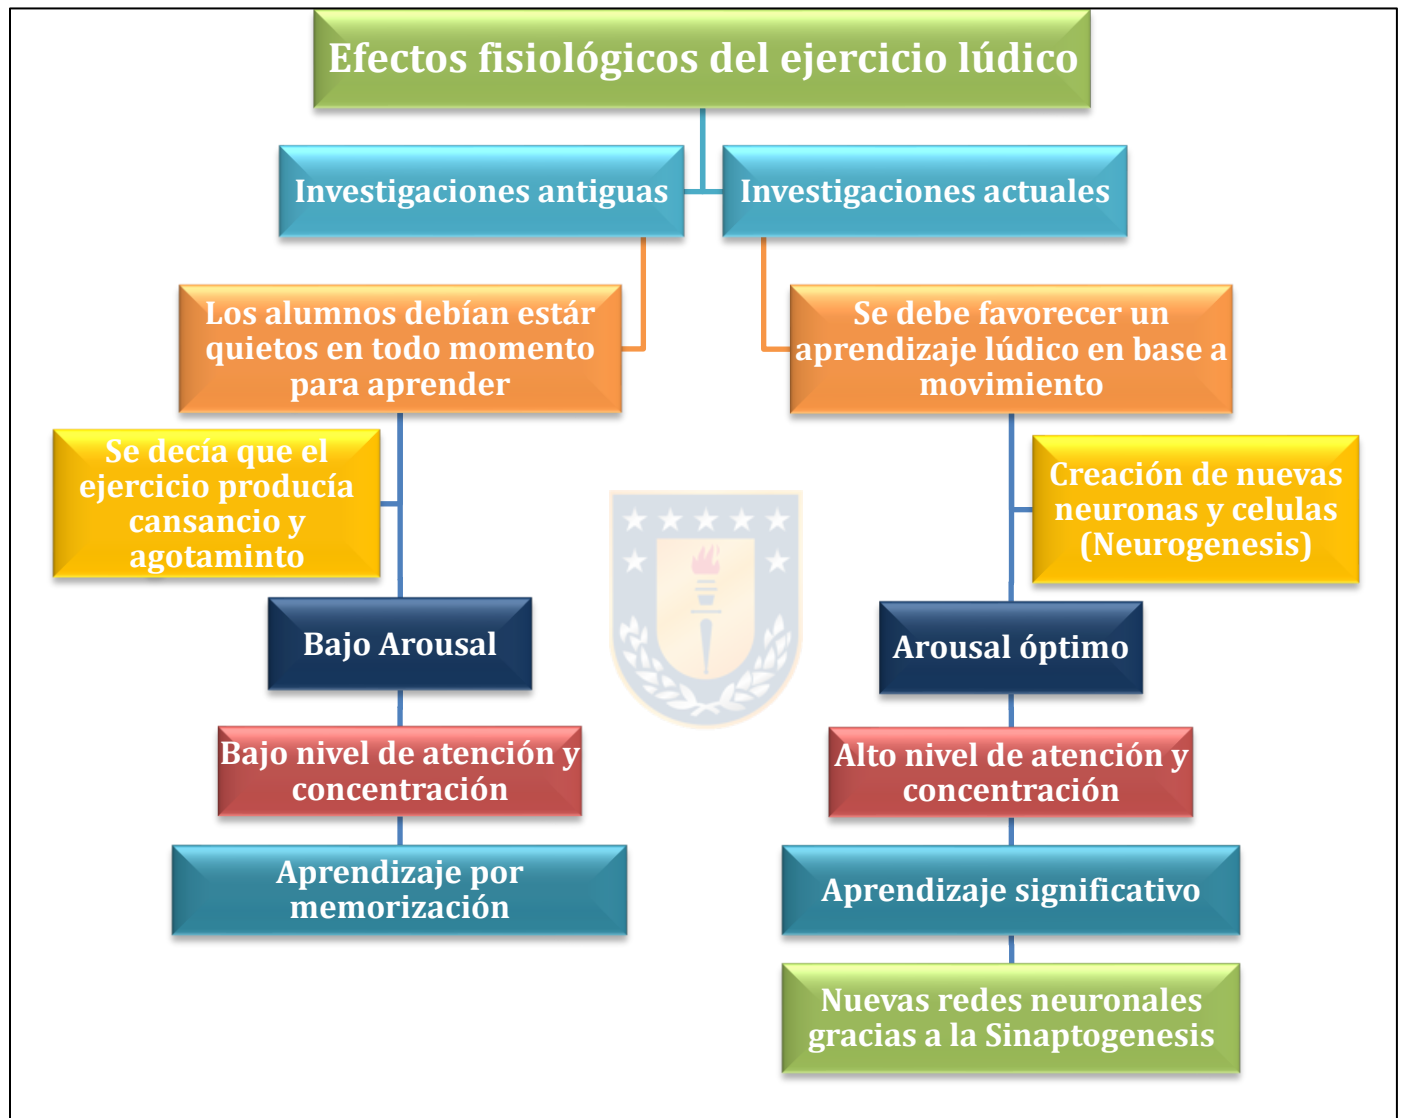 Efectos fisiológicos del ejercicio lúdico
Investigaciones antiguas
Investigaciones actuales
Los alumnos debían estár
quietos en todo momento
para aprender
Se debe favorecer un
aprendizaje lúdico en base a
movimiento
Se decía que el
ejercicio producía
cansancio y
agotaminto
Creación de nuevas
neuronas y celulas
(Neurogenesis)
Bajo Arousal
Arousal óptimo
Bajo nivel de atención y
concentración
Alto nivel de atención y
concentración
Aprendizaje por
memorización
Aprendizaje significativo
Nuevas redes neuronales
gracias a la Sinaptogenesis